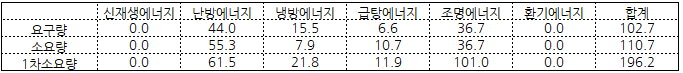 신재생에너지 난방에너지 냉방에너지 급탕에너지 조명에너지 환기에너지 합계
요구량 0.0 44.0 15.5 6.6 36.7 0.0 102.7
소요량 0.0 55.3 7.9 10.7 36.7 0.0 110.7
1차소요량 0.0 61.5 21.8 11.9 101.0 0.0 196.2